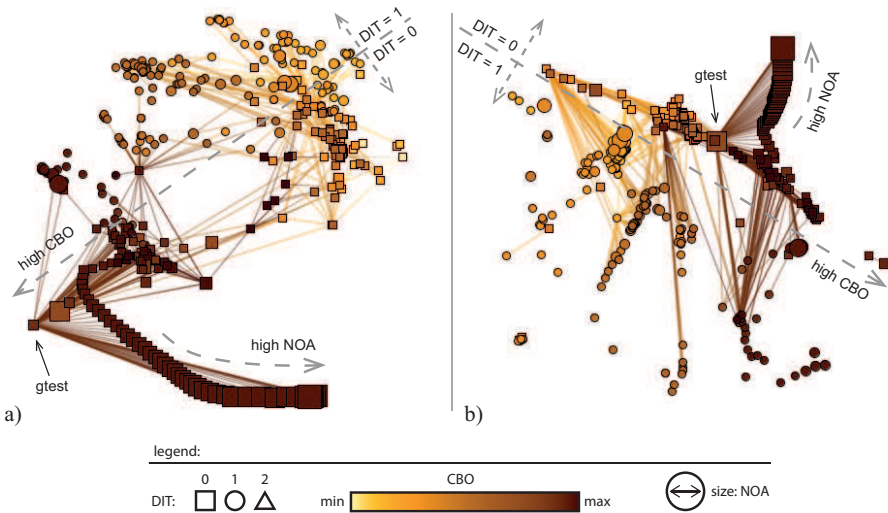 DIT = 1
DIT = 0
high CBO
high NOA
gtest
a)
DIT = 0
DIT = 1
gtest
high NOA
high CBO
b)
legend:
0 1 2 CBO
DIT: min max size: NOA